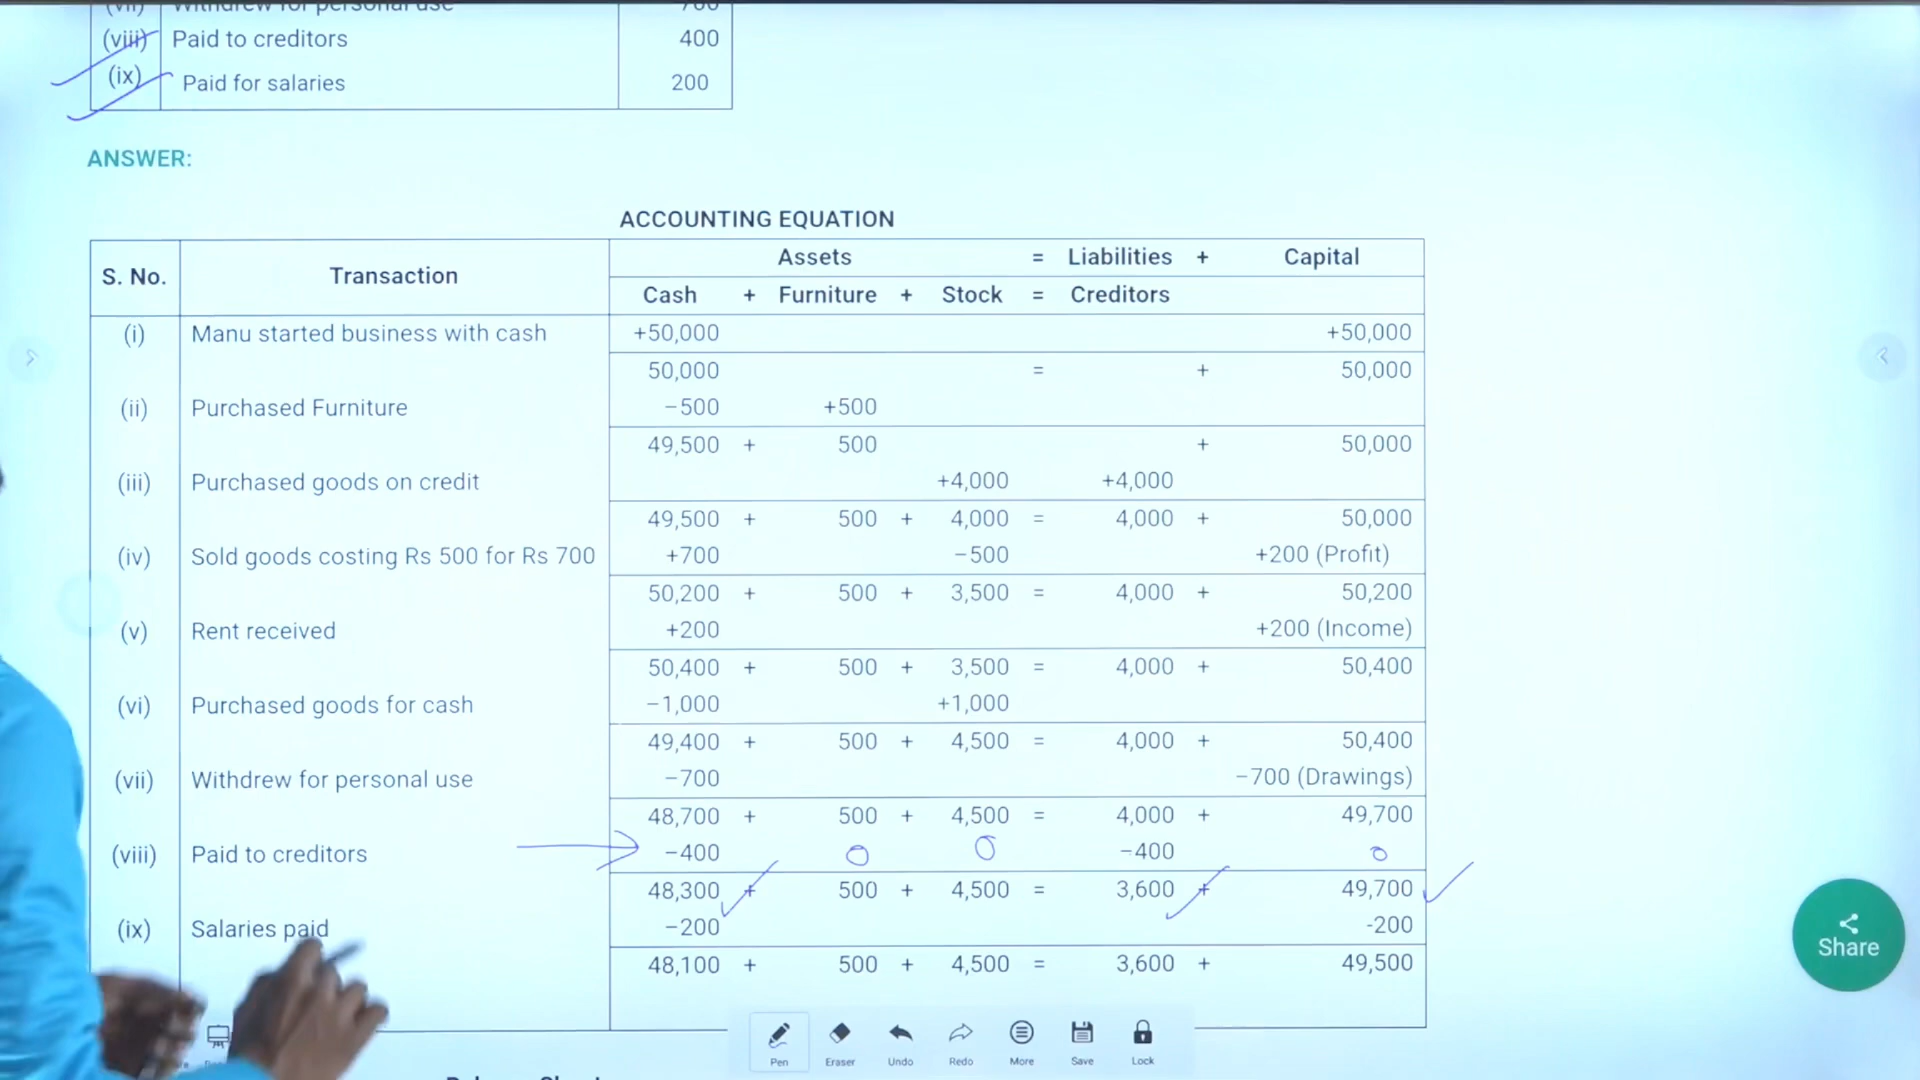 (vii) Withdrew for personal use 700
(viii) Paid to creditors 400
(ix) Paid for salaries 200
ANSWER:
ACCOUNTING EQUATION
S. No. Transaction Assets = Liabilities + Capital
Cash + Furniture + Stock = Creditors
(i) Manu started business with cash +50,000 +50,000
50,000 = + 50,000
(ii) Purchased Furniture −500 +500
49,500 + 500 + 50,000
(iii) Purchased goods on credit +4,000 +4,000
49,500 + 500 + 4,000 = 4,000 + 50,000
(iv) Sold goods costing Rs 500 for Rs 700 +700 −500 +200 (Profit)
50,200 + 500 + 3,500 = 4,000 + 50,200
(v) Rent received +200 +200 (Income)
50,400 + 500 + 3,500 = 4,000 + 50,400
(vi) Purchased goods for cash −1,000 +1,000
49,400 + 500 + 4,500 = 4,000 + 50,400
(vii) Withdrew for personal use −700 −700 (Drawings)
48,700 + 500 + 4,500 = 4,000 + 49,700
(viii) Paid to creditors −400 0 0 −400 0
48,300 + 500 + 4,500 = 3,600 + 49,700
(ix) Salaries paid −200 -200
48,100 + 500 + 4,500 = 3,600 + 49,500
Share
Pen Eraser Undo Redo More Save Lock